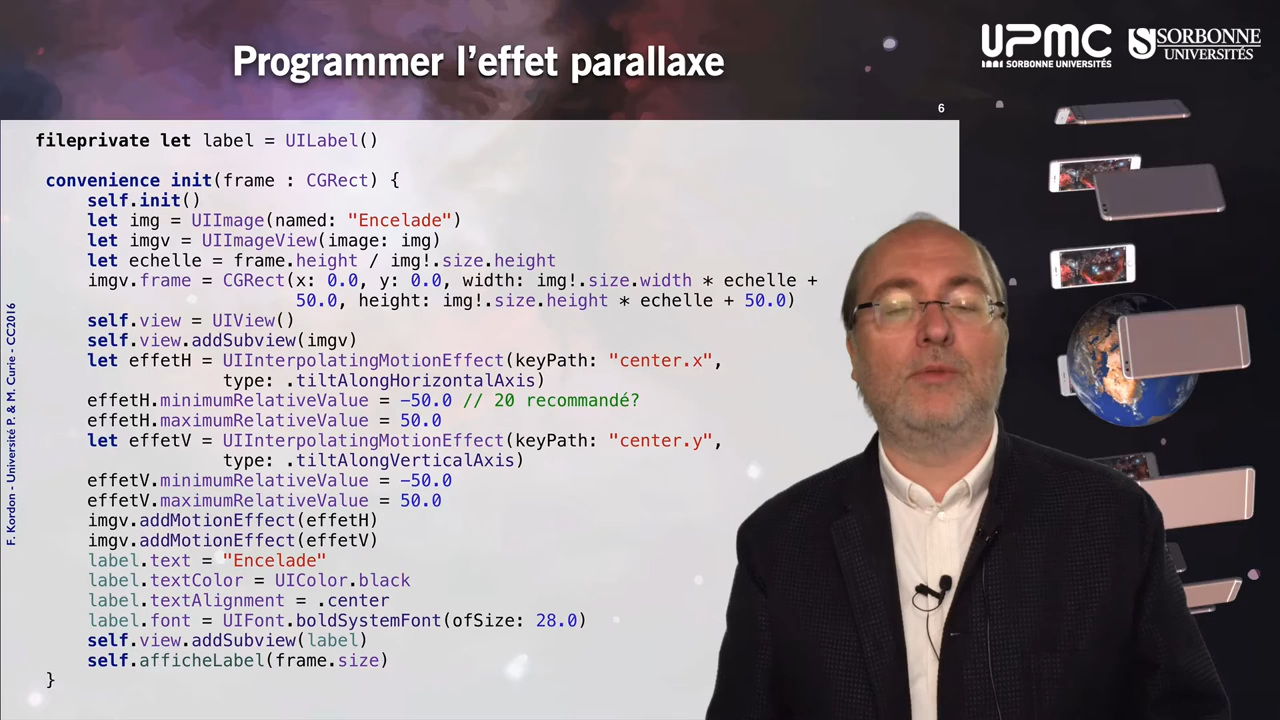 Programmer l'effet parallaxe
UPMC
SORBONNE UNIVERSITÉS
SORBONNE
UNIVERSITÉS
6
fileprivate let label = UILabel()
convenience init(frame : CGRect) {
self.init()
let img = UIImage(named: "Encelade")
let imgv = UIImageView(image: img)
let echelle = frame.height / img!.size.height
imgv.frame = CGRect(x: 0.0, y: 0.0, width: img!.size.width * echelle +
50.0, height: img!.size.height * echelle + 50.0)
self.view = UIView()
self.view.addSubview(imgv)
let effetH = UIInterpolatingMotionEffect(keyPath: "center.x",
type: .tiltAlongHorizontalAxis)
effetH.minimumRelativeValue = -50.0 // 20 recommandé?
effetH.maximumRelativeValue = 50.0
let effetV = UIInterpolatingMotionEffect(keyPath: "center.y",
type: .tiltAlongVerticalAxis)
effetV.minimumRelativeValue = -50.0
effetV.maximumRelativeValue = 50.0
imgv.addMotionEffect(effetH)
imgv.addMotionEffect(effetV)
label.text = "Encelade"
label.textColor = UIColor.black
label.textAlignment = .center
label.font = UIFont.boldSystemFont(ofSize: 28.0)
self.view.addSubview(label)
self.afficheLabel(frame.size)
}
F. Kordon - Université P. & M. Curie - CC2016